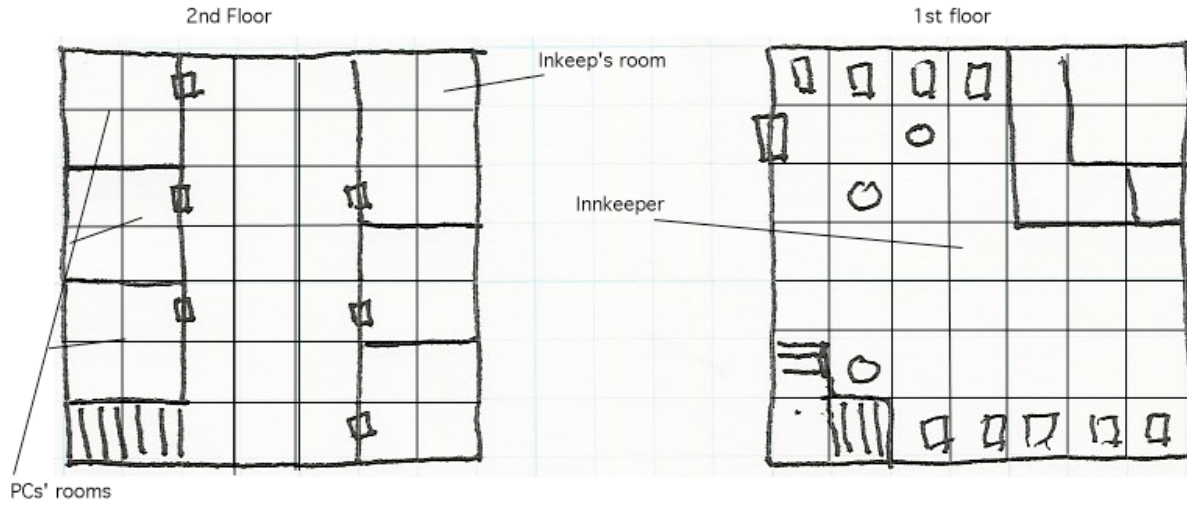 2nd Floor
1st floor
Inkeep's room
Innkeeper
PCs' rooms